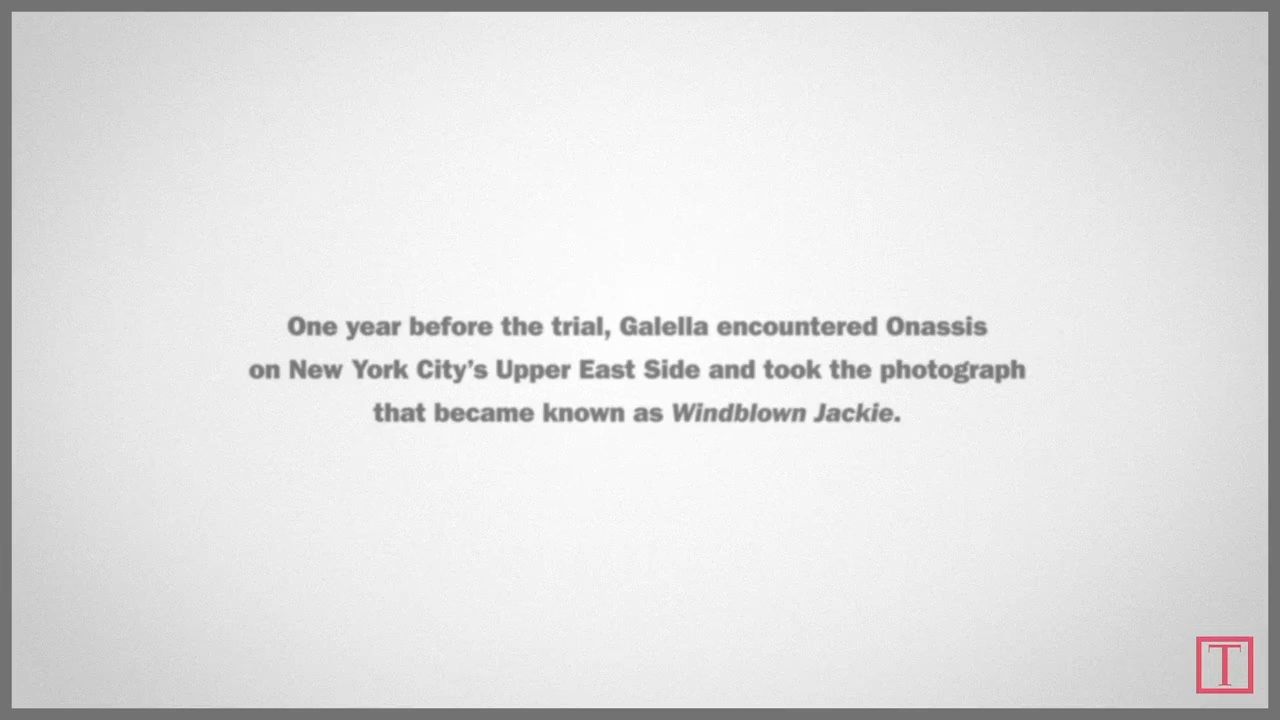 One year before the trial, Galella encountered Onassis
on New York City’s Upper East Side and took the photograph
that became known as Windblown Jackie.
T